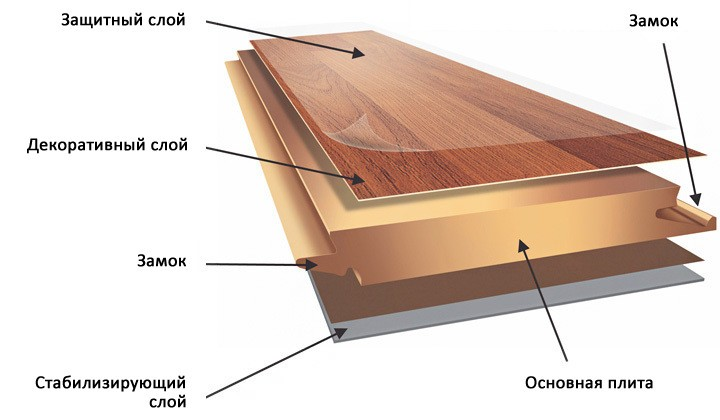 Защитный слой
Замок
Декоративный слой
Замок
Стабилизирующий
слой
Основная плита